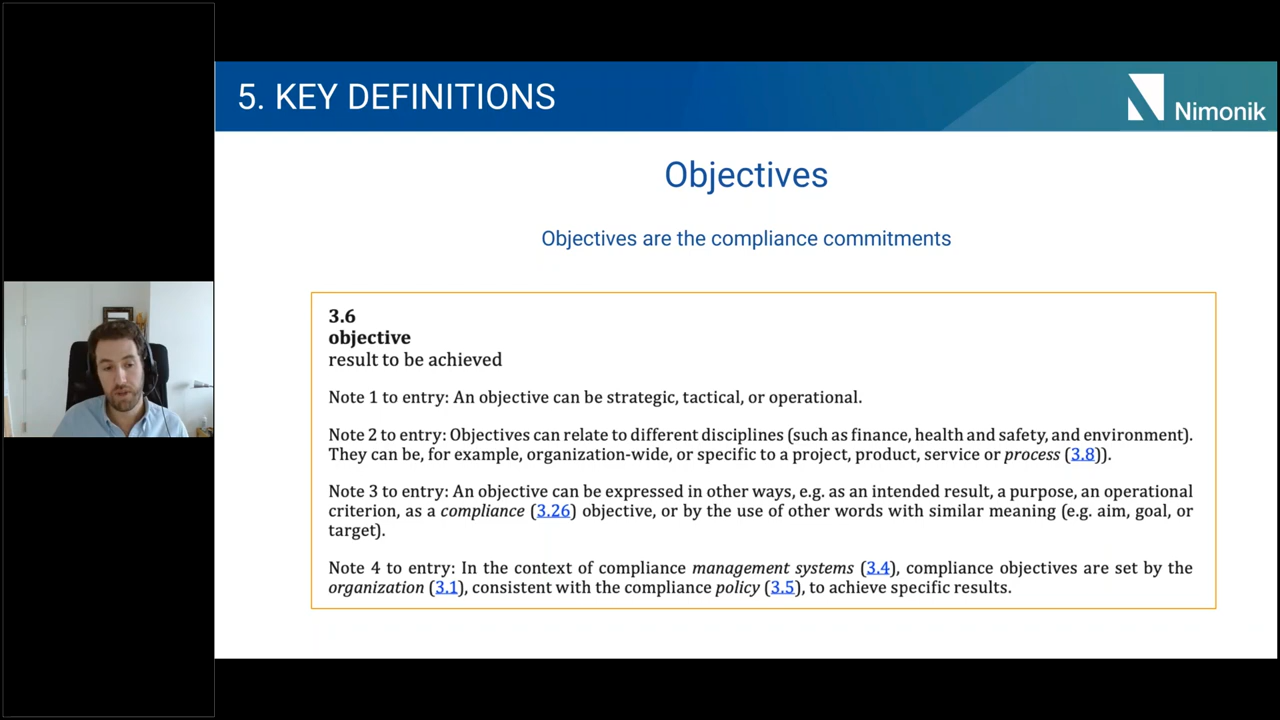 5. KEY DEFINITIONS
Nimonik
Objectives
Objectives are the compliance commitments
3.6
objective
result to be achieved
Note 1 to entry: An objective can be strategic, tactical, or operational.
Note 2 to entry: Objectives can relate to different disciplines (such as finance, health and safety, and environment).
They can be, for example, organization-wide, or specific to a project, product, service or process (3.8)).
Note 3 to entry: An objective can be expressed in other ways, e.g. as an intended result, a purpose, an operational
criterion, as a compliance (3.26) objective, or by the use of other words with similar meaning (e.g. aim, goal, or
target).
Note 4 to entry: In the context of compliance management systems (3.4), compliance objectives are set by the
organization (3.1), consistent with the compliance policy (3.5), to achieve specific results.